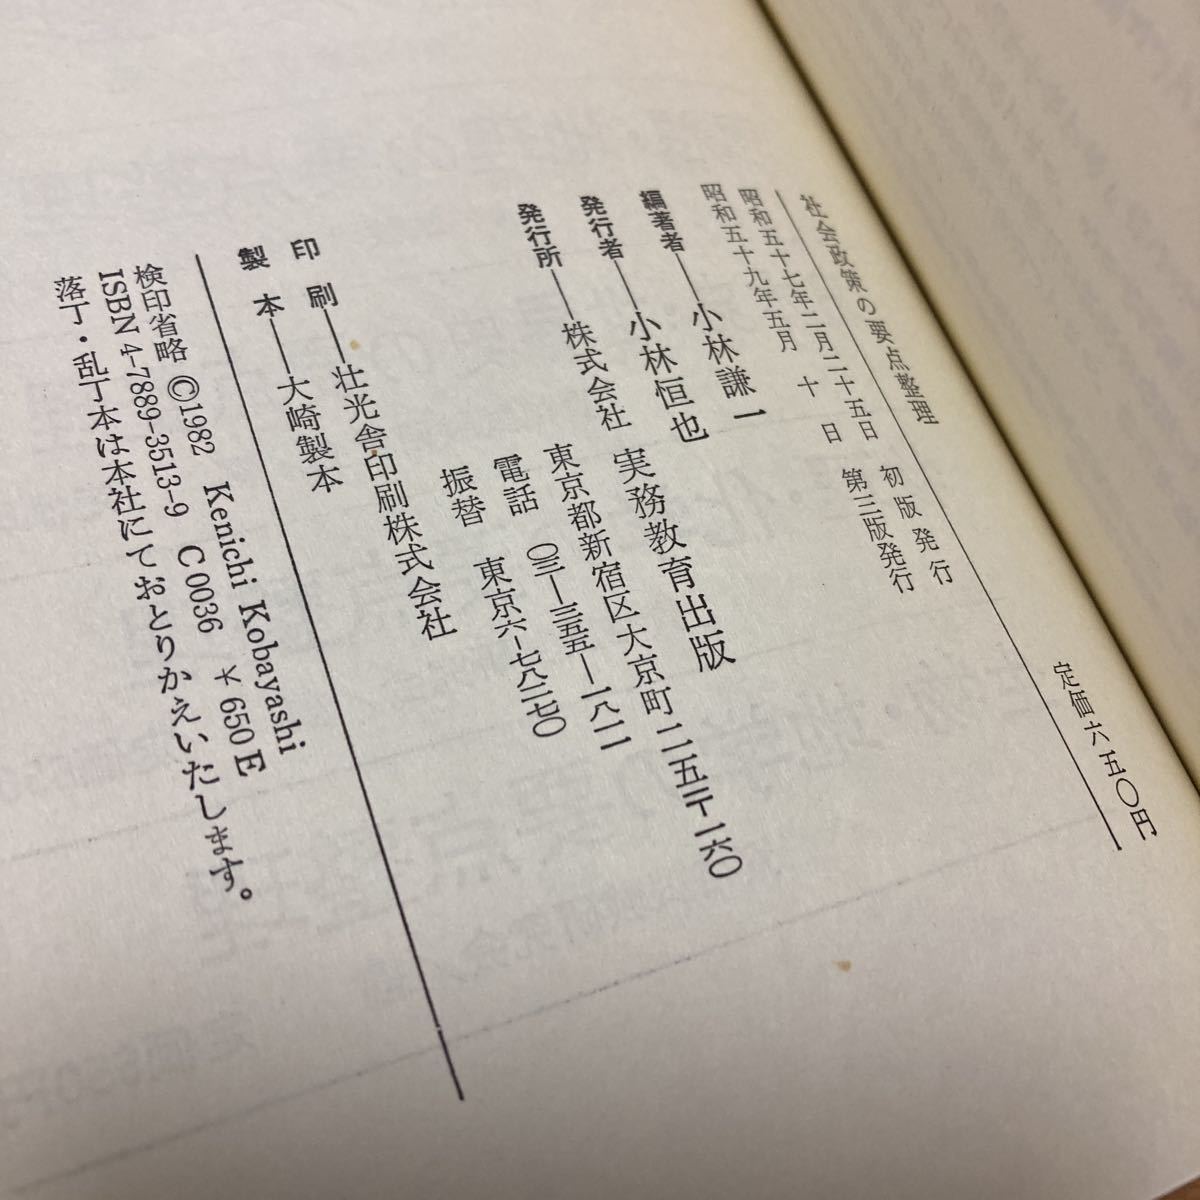 社会政策の要点整理
定価六五〇円
昭和五十七年二月二十五日 初版発行
昭和五十九年五月 十 日 第三版発行
編著者―小林謙一
発行者―小林恒也
発行所―株式会社 実務教育出版
東京都新宿区大京町二五 〒一六〇
電話 〇三―三五五―一八一一
振替 東京六―七八二七〇
印 刷―壮光舎印刷株式会社
製 本―大崎製本
検印省略 ©1982 Kenichi Kobayashi
ISBN 4-7889-3513-9 C 0036 ¥ 650 E
落丁・乱丁本は本社にておとりかえいたします。